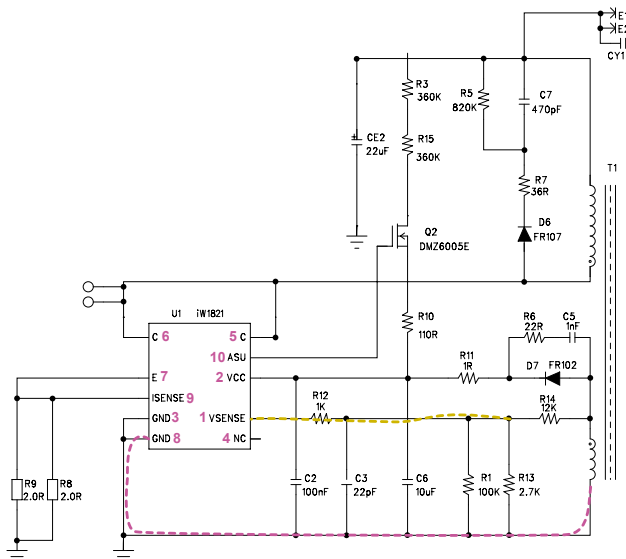 E1
E2
CY1
R3
360K
R5
820K
C7
470pF
CE2
22uF
R15
360K
T1
R7
36R
D6
FR107
Q2
DMZ6005E
U1 iW1821
C 6
5 C
10 ASU
E 7
2 VCC
ISENSE 9
GND 3
1 VSENSE
GND 8
4 NC
R10
110R
R6
22R
C5
1nF
R11
1R
D7 FR102
R12
1K
R14
12K
R9
2.0R
R8
2.0R
C2
100nF
C3
22pF
C6
10uF
R1
100K
R13
2.7K